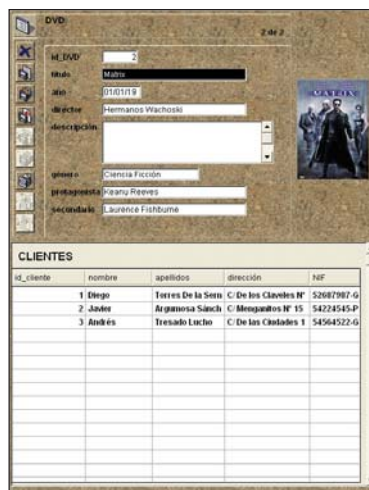 DVD
2 de 2
id_DVD 2
título Matrix
año 01/01/19
director Hermanos Wachoski
descripción
género Ciencia Ficción
protagonista Keanu Reeves
secundario Laurence Fishburne
MATRIX
CLIENTES
id_cliente nombre apellidos dirección NIF
1 Diego Torres De la Sern C/ De los Claveles Nº 52687987-G
2 Javier Argumosa Sánch C/ Menganitos Nº 15 54224545-P
3 Andrés Tresado Lucho C/ De las Ciudades 1 54564522-G